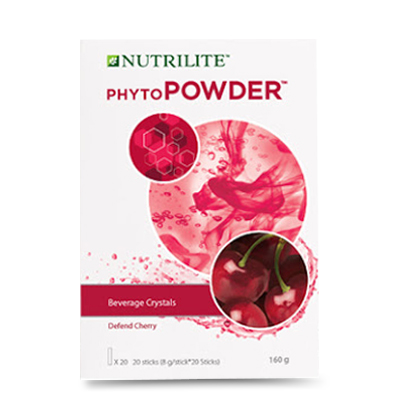 NUTRILITE™
PHYTOPOWDER™
Beverage Crystals
Defend Cherry
X 20 20 sticks (8 g/stick*20 Sticks)
160 g